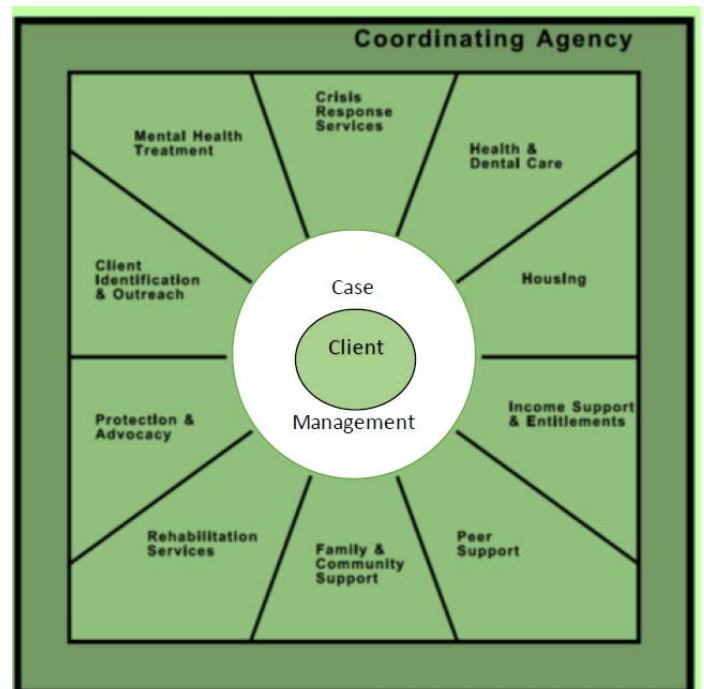 Coordinating Agency
Crisis
Response
Services
Mental Health
Treatment
Health &
Dental Care
Client
Identification
& Outreach
Housing
Case
Client
Management
Protection &
Advocacy
Income Support
& Entitlements
Rehabilitation
Services
Family &
Community
Support
Peer
Support